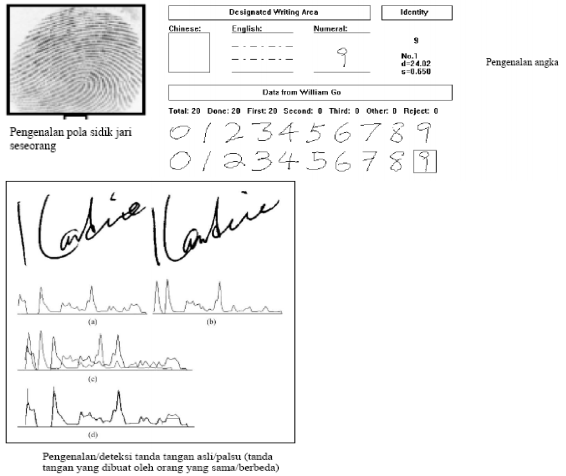 Pengenalan pola sidik jari
seseorang
Designated Writing Area
Identity
Chinese:
English:
Numeral:
9
9
No.1
d=24.02
s=0.650
Data from William Go
Total: 20 Done: 20 First: 20 Second: 0 Third: 0 Other: 0 Reject: 0
0 1 2 3 4 5 6 7 8 9
0 1 2 3 4 5 6 7 8 9
Pengenalan angka
(a)
(b)
(c)
(d)
Pengenalan/deteksi tanda tangan asli/palsu (tanda
tangan yang dibuat oleh orang yang sama/berbeda)